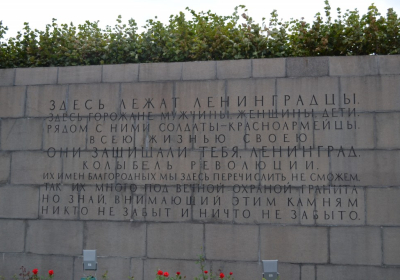 ЗДЕСЬ ЛЕЖАТ ЛЕНИНГРАДЦЫ.
ЗДЕСЬ ГОРОЖАНЕ МУЖЧИНЫ, ЖЕНЩИНЫ, ДЕТИ.
РЯДОМ С НИМИ СОЛДАТЫ-КРАСНОАРМЕЙЦЫ
ВСЕЮ ЖИЗНЬЮ СВОЕЮ
ОНИ ЗАЩИЩАЛИ ТЕБЯ, ЛЕНИНГРАД,
КОЛЫБЕЛЬ РЕВОЛЮЦИИ.
ИХ ИМЕН БЛАГОРОДНЫХ МЫ ЗДЕСЬ ПЕРЕЧИСЛИТЬ НЕ СМОЖЕМ,
ТАК ИХ МНОГО ПОД ВЕЧНОЙ ОХРАНОЙ ГРАНИТА
НО ЗНАЙ, ВНИМАЮЩИЙ ЭТИМ КАМНЯМ
НИКТО НЕ ЗАБЫТ И НИЧТО НЕ ЗАБЫТО.